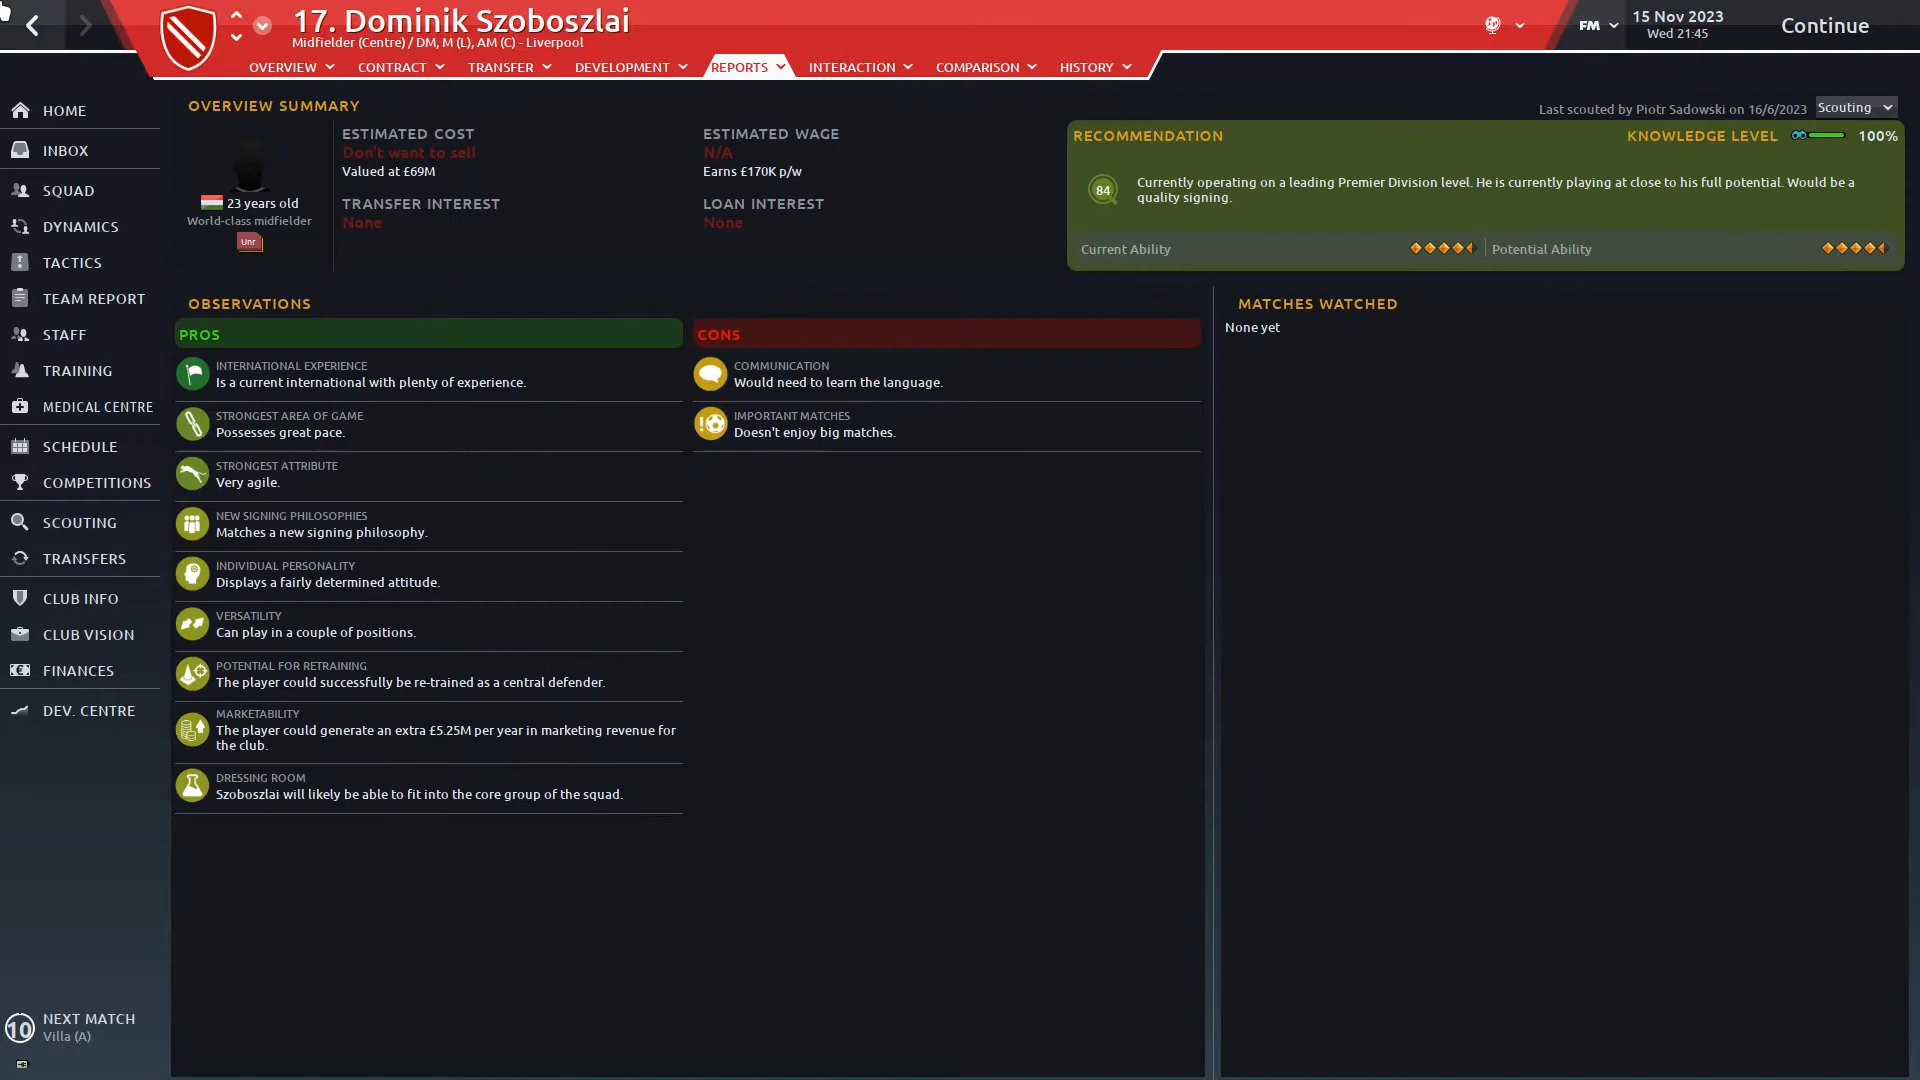 17. Dominik Szoboszlai
Midfielder (Centre) / DM, M (L), AM (C) - Liverpool
FM
15 Nov 2023
Wed 21:45
Continue
OVERVIEW
CONTRACT
TRANSFER
DEVELOPMENT
REPORTS
INTERACTION
COMPARISON
HISTORY
HOME
INBOX
SQUAD
DYNAMICS
TACTICS
TEAM REPORT
STAFF
TRAINING
MEDICAL CENTRE
SCHEDULE
COMPETITIONS
SCOUTING
TRANSFERS
CLUB INFO
CLUB VISION
FINANCES
DEV. CENTRE
10
NEXT MATCH
Villa (A)
OVERVIEW SUMMARY
23 years old
World-class midfielder
Unr
ESTIMATED COST
Don't want to sell
Valued at £69M
TRANSFER INTEREST
None
ESTIMATED WAGE
N/A
Earns £170K p/w
LOAN INTEREST
None
Last scouted by Piotr Sadowski on 16/6/2023
Scouting
RECOMMENDATION
KNOWLEDGE LEVEL
100%
84
Currently operating on a leading Premier Division level. He is currently playing at close to his full potential. Would be a
quality signing.
Current Ability
Potential Ability
OBSERVATIONS
PROS
INTERNATIONAL EXPERIENCE
Is a current international with plenty of experience.
STRONGEST AREA OF GAME
Possesses great pace.
STRONGEST ATTRIBUTE
Very agile.
NEW SIGNING PHILOSOPHIES
Matches a new signing philosophy.
INDIVIDUAL PERSONALITY
Displays a fairly determined attitude.
VERSATILITY
Can play in a couple of positions.
POTENTIAL FOR RETRAINING
The player could successfully be re-trained as a central defender.
MARKETABILITY
The player could generate an extra £5.25M per year in marketing revenue for
the club.
DRESSING ROOM
Szoboszlai will likely be able to fit into the core group of the squad.
CONS
COMMUNICATION
Would need to learn the language.
IMPORTANT MATCHES
Doesn't enjoy big matches.
MATCHES WATCHED
None yet